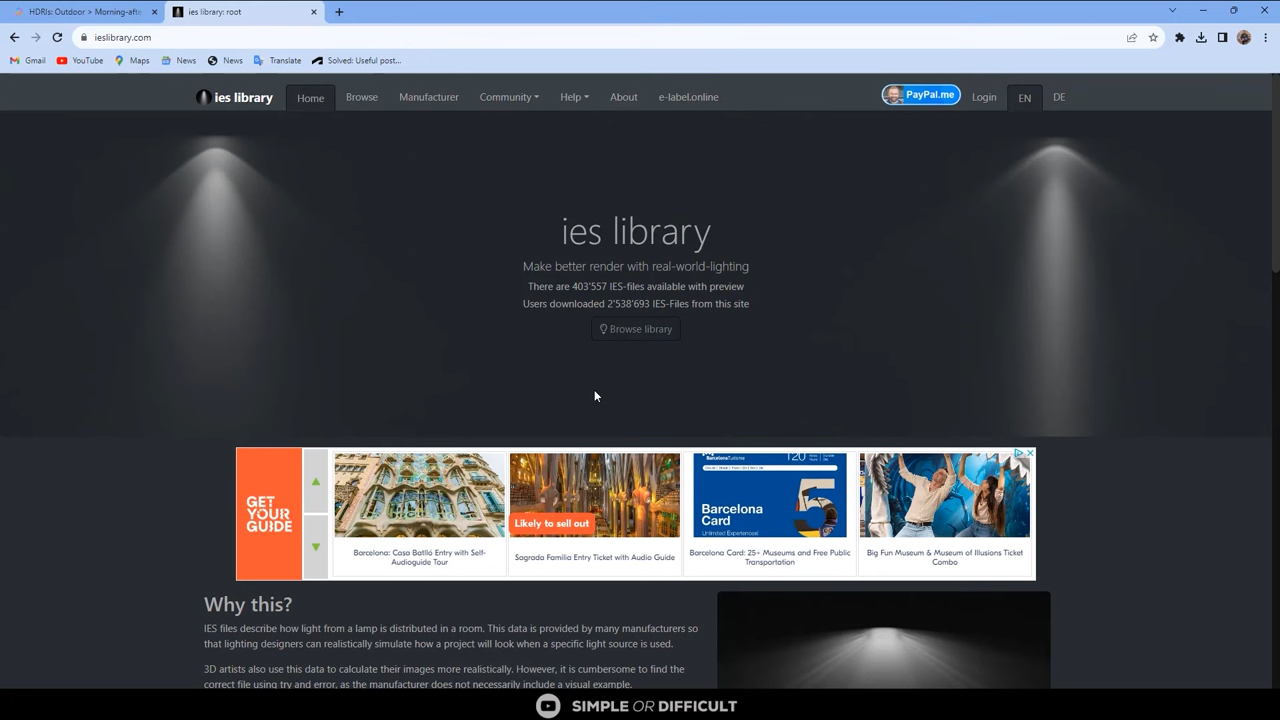 HDRIs: Outdoor > Morning-afte
ies library: root
ieslibrary.com
Gmail
YouTube
Maps
News
News
Translate
Solved: Useful post...
ies library
Home
Browse
Manufacturer
Community
Help
About
e-label.online
PayPal.me
Login
EN
DE
ies library
Make better render with real-world-lighting
There are 403'557 IES-files available with preview
Users downloaded 2'538'693 IES-Files from this site
Browse library
GET
YOUR
GUIDE
Barcelona: Casa Batlló Entry with Self-
Audioguide Tour
Likely to sell out
Sagrada Familia Entry Ticket with Audio Guide
120
BarcelonaTurisme
Barcelona
Card
5
Unlimited Experiences!
Barcelona Card: 25+ Museums and Free Public
Transportation
Big Fun Museum & Museum of Illusions Ticket
Combo
Why this?
IES files describe how light from a lamp is distributed in a room. This data is provided by many manufacturers so
that lighting designers can realistically simulate how a project will look when a specific light source is used.
3D artists also use this data to calculate their images more realistically. However, it is cumbersome to find the
correct file using try and error, as the manufacturer does not necessarily include a visual example.
SIMPLE OR DIFFICULT